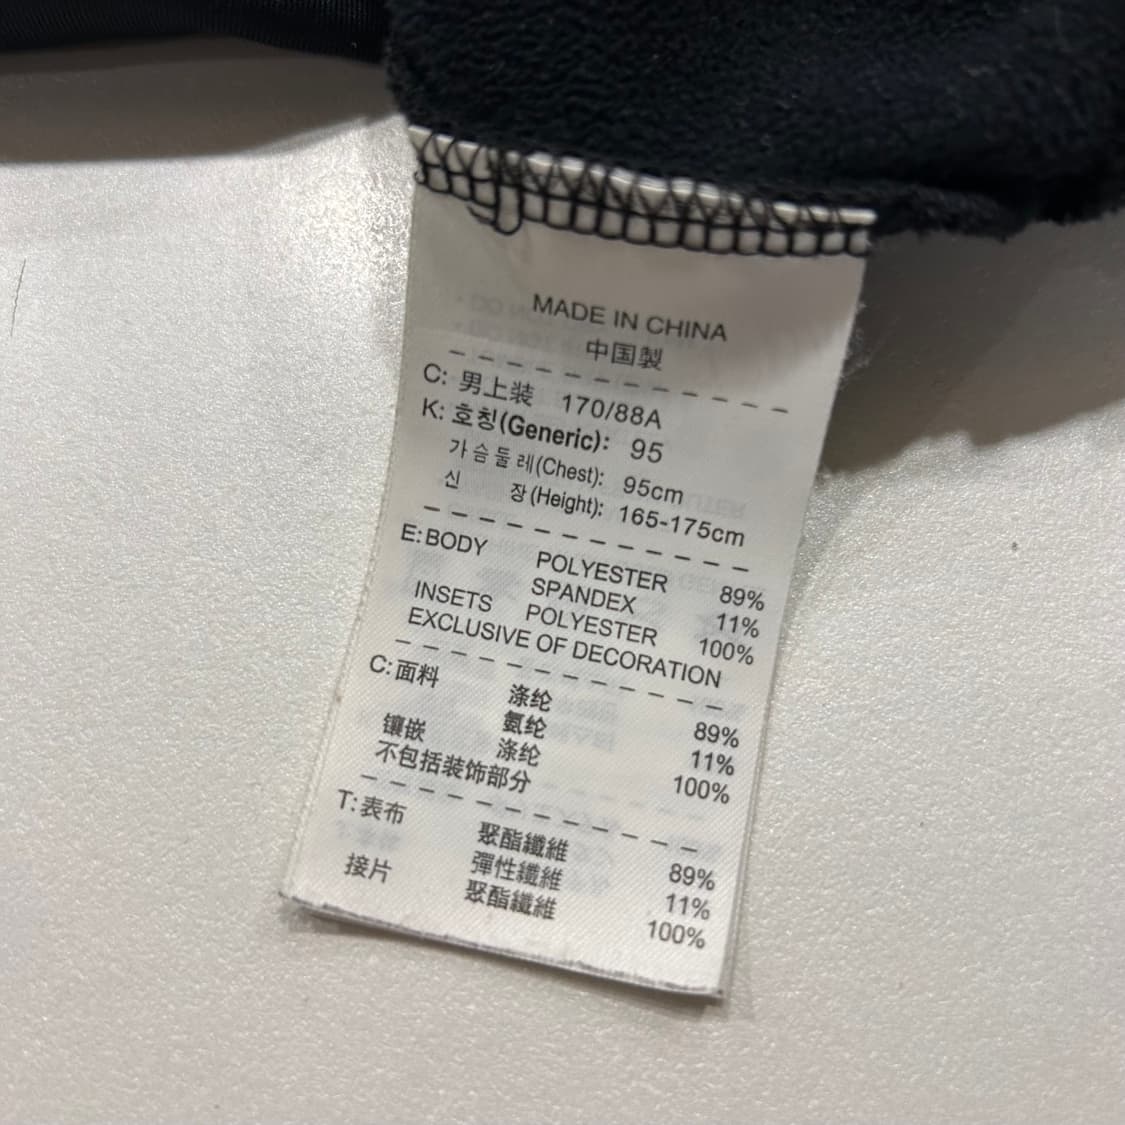 MADE IN CHINA
中国製
C: 男上装 170/88A
K: 호칭(Generic): 95
가슴둘레(Chest): 95cm
신 장(Height): 165-175cm
E: BODY POLYESTER 89%
SPANDEX 11%
INSETS POLYESTER 100%
EXCLUSIVE OF DECORATION
C: 面料 涤纶 89%
氨纶 11%
镶嵌 涤纶 100%
不包括装饰部分
T: 表布 聚酯纖維 89%
彈性纖維 11%
接片 聚酯纖維 100%